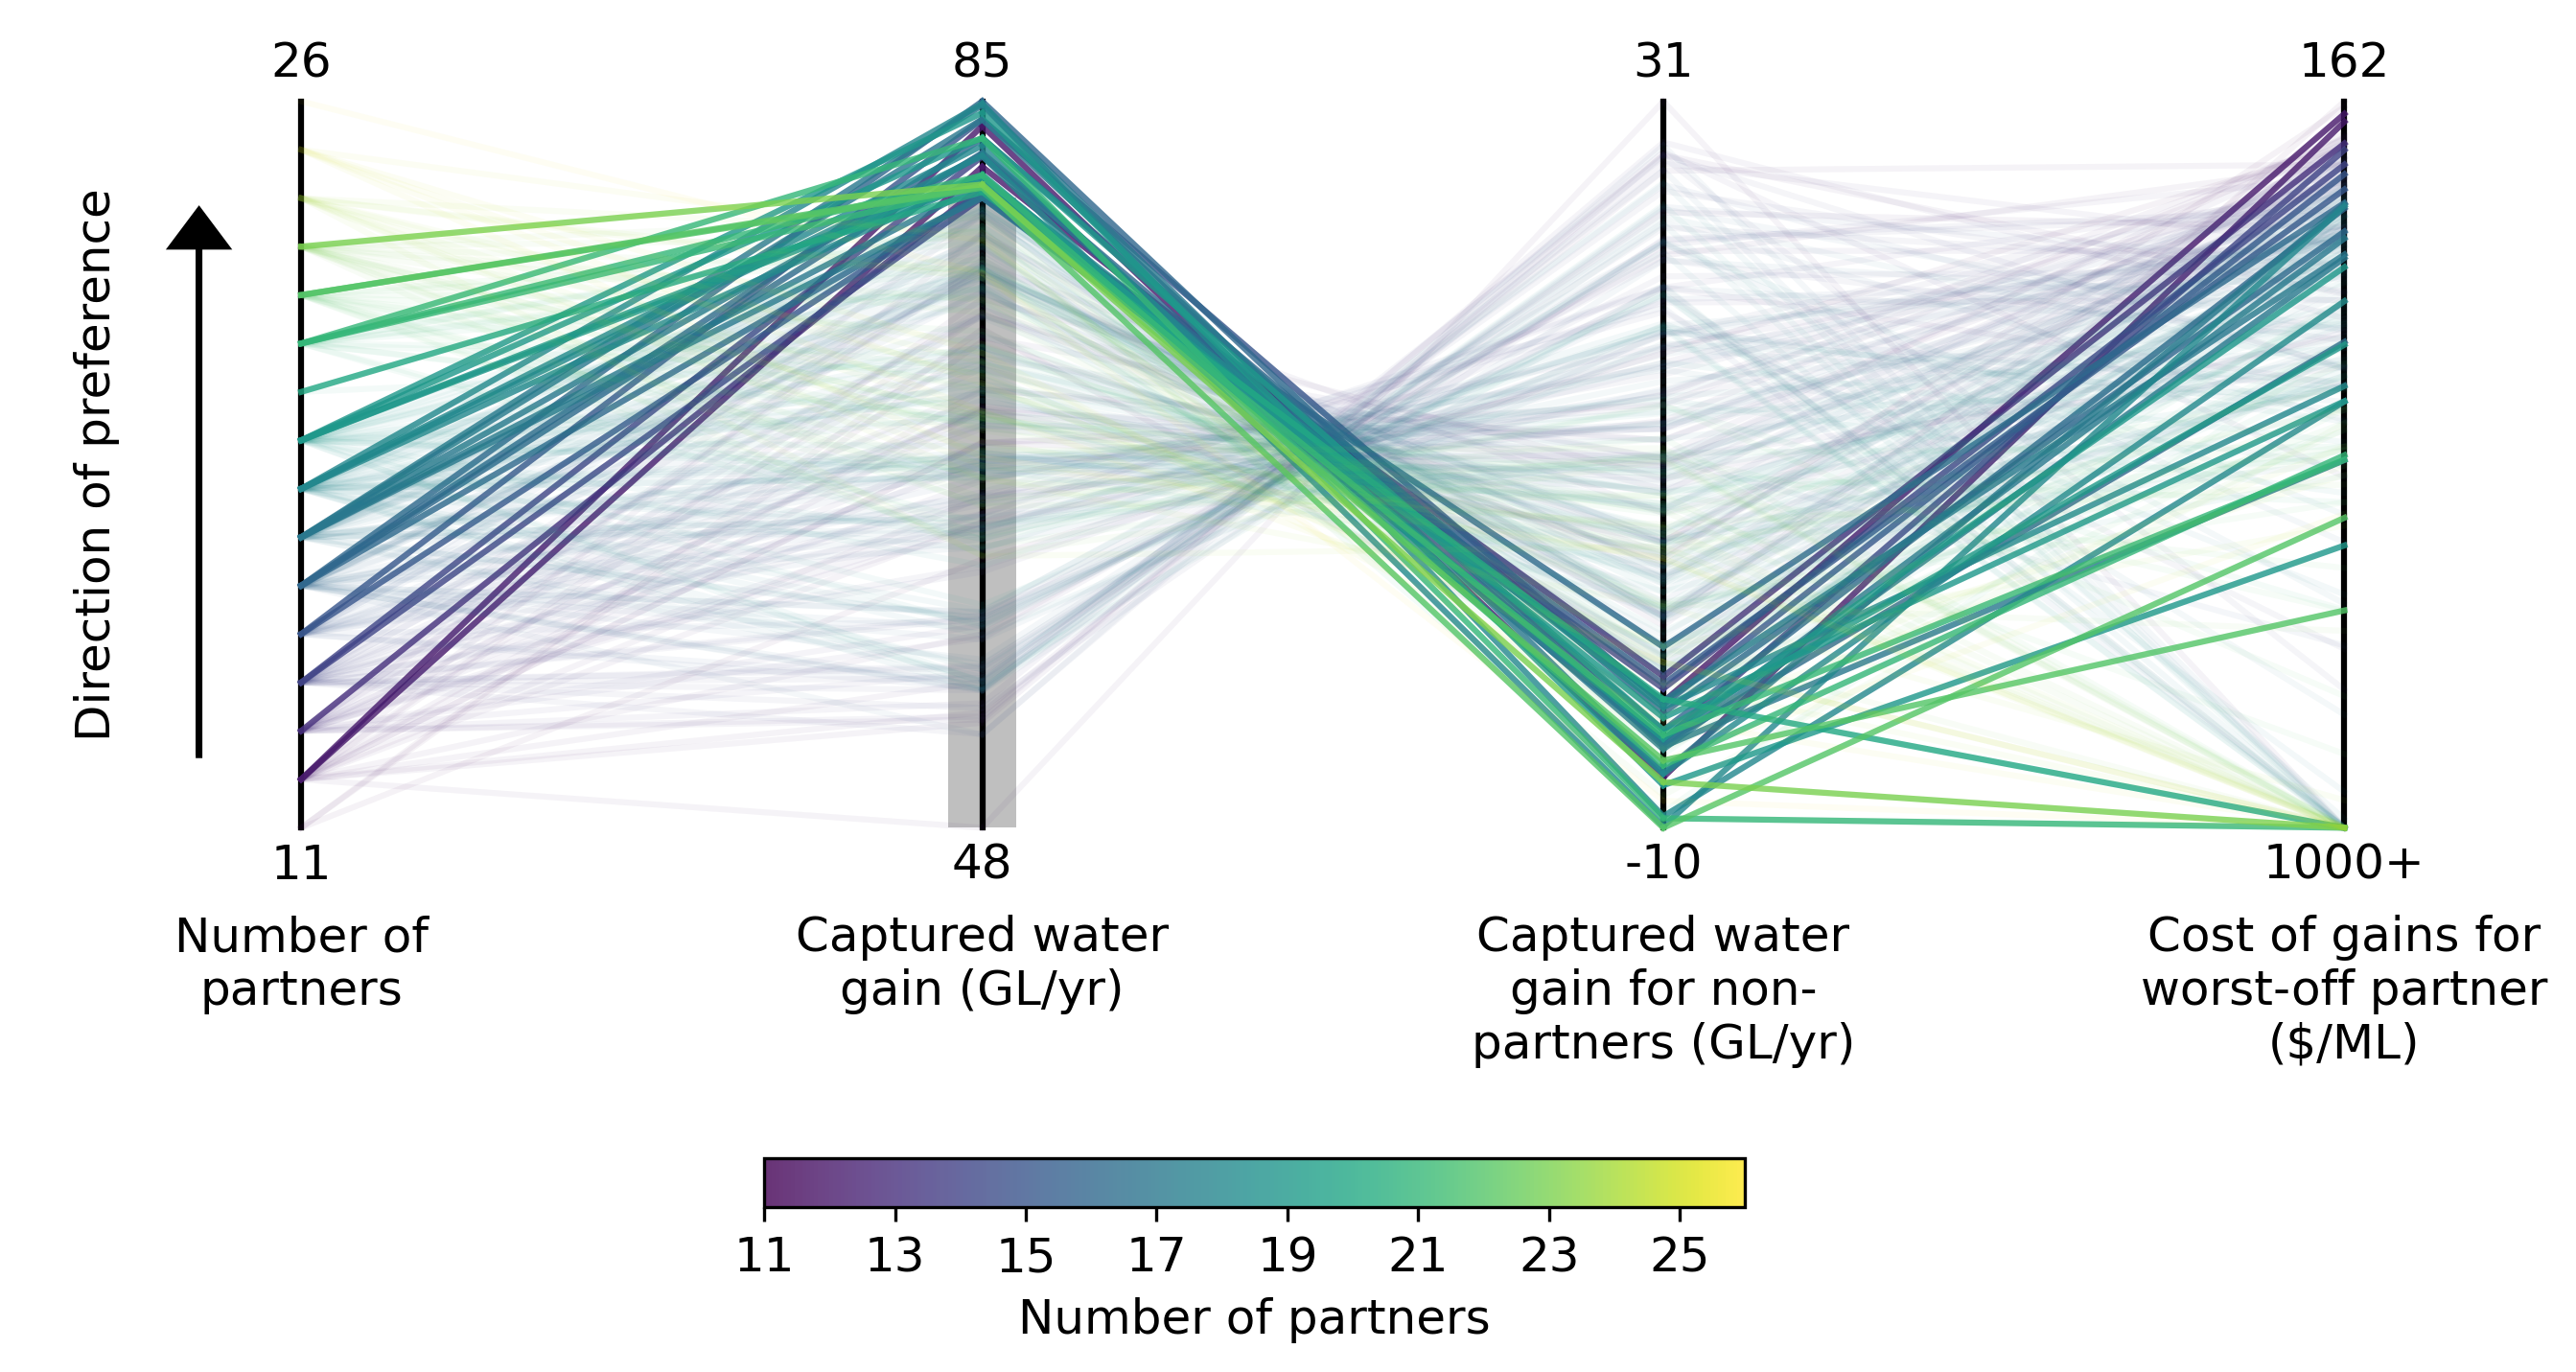 26
85
31
162
Direction of preference
11
48
-10
1000+
Number of
partners
Captured water
gain (GL/yr)
Captured water
gain for non-
partners (GL/yr)
Cost of gains for
worst-off partner
($/ML)
11 13 15 17 19 21 23 25
Number of partners